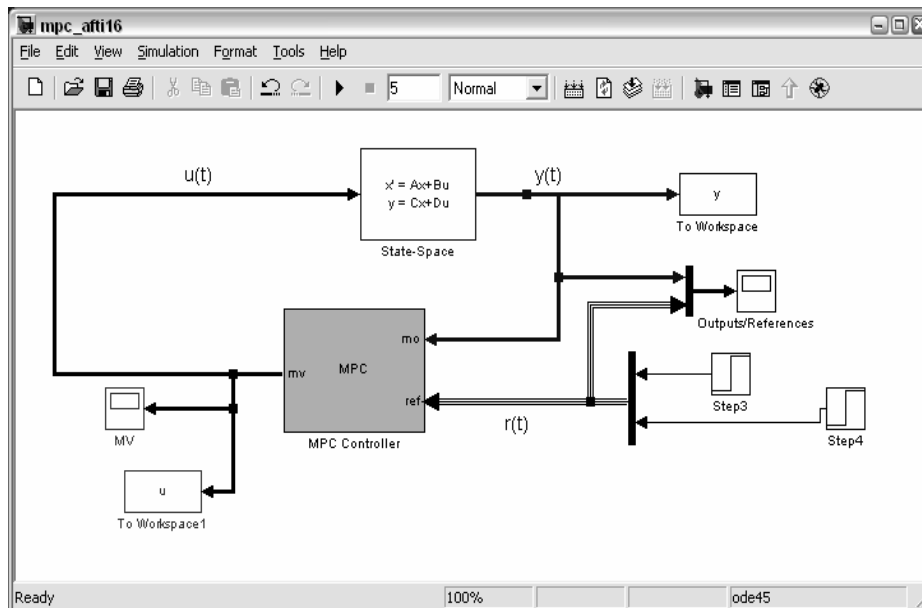 mpc_afti16
File Edit View Simulation Format Tools Help
5 Normal
u(t)
x' = Ax+Bu
y = Cx+Du
State-Space
y(t)
y
To Workspace
Outputs/References
MPC
mo
mv
ref
MPC Controller
r(t)
Step3
Step4
MV
u
To Workspace1
Ready 100% ode45